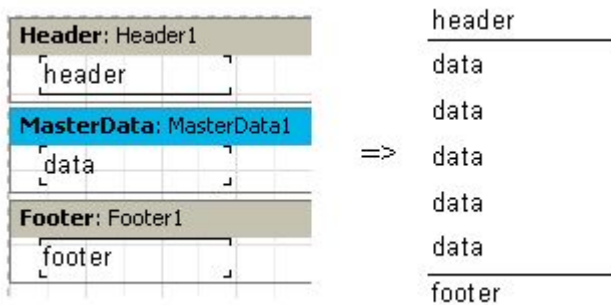 Header: Header1
header
MasterData: MasterData1
data
Footer: Footer1
footer
=>
header
data
data
data
data
data
footer